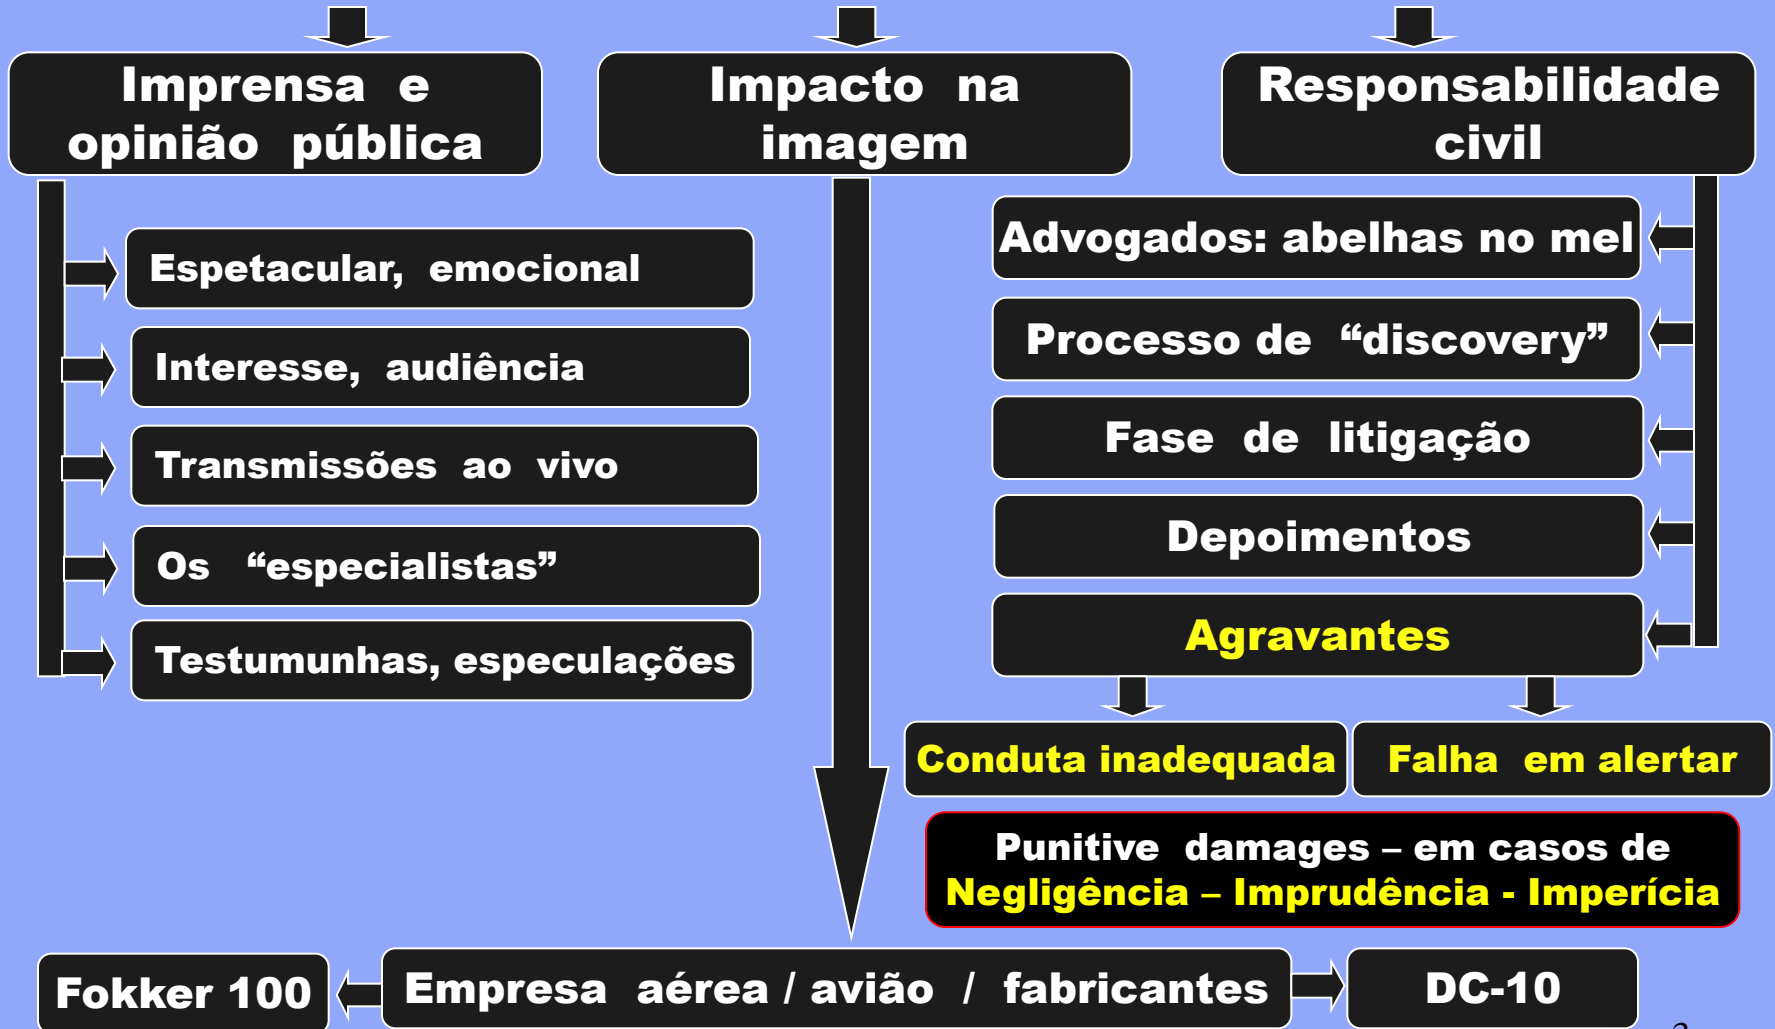 Imprensa e
opinião pública
Impacto na
imagem
Responsabilidade
civil
Espetacular, emocional
Interesse, audiência
Transmissões ao vivo
Os “especialistas”
Testumunhas, especulações
Advogados: abelhas no mel
Processo de “discovery”
Fase de litigação
Depoimentos
Agravantes
Conduta inadequada
Falha em alertar
Punitive damages – em casos de
Negligência – Imprudência - Imperícia
Fokker 100
Empresa aérea / avião / fabricantes
DC-10